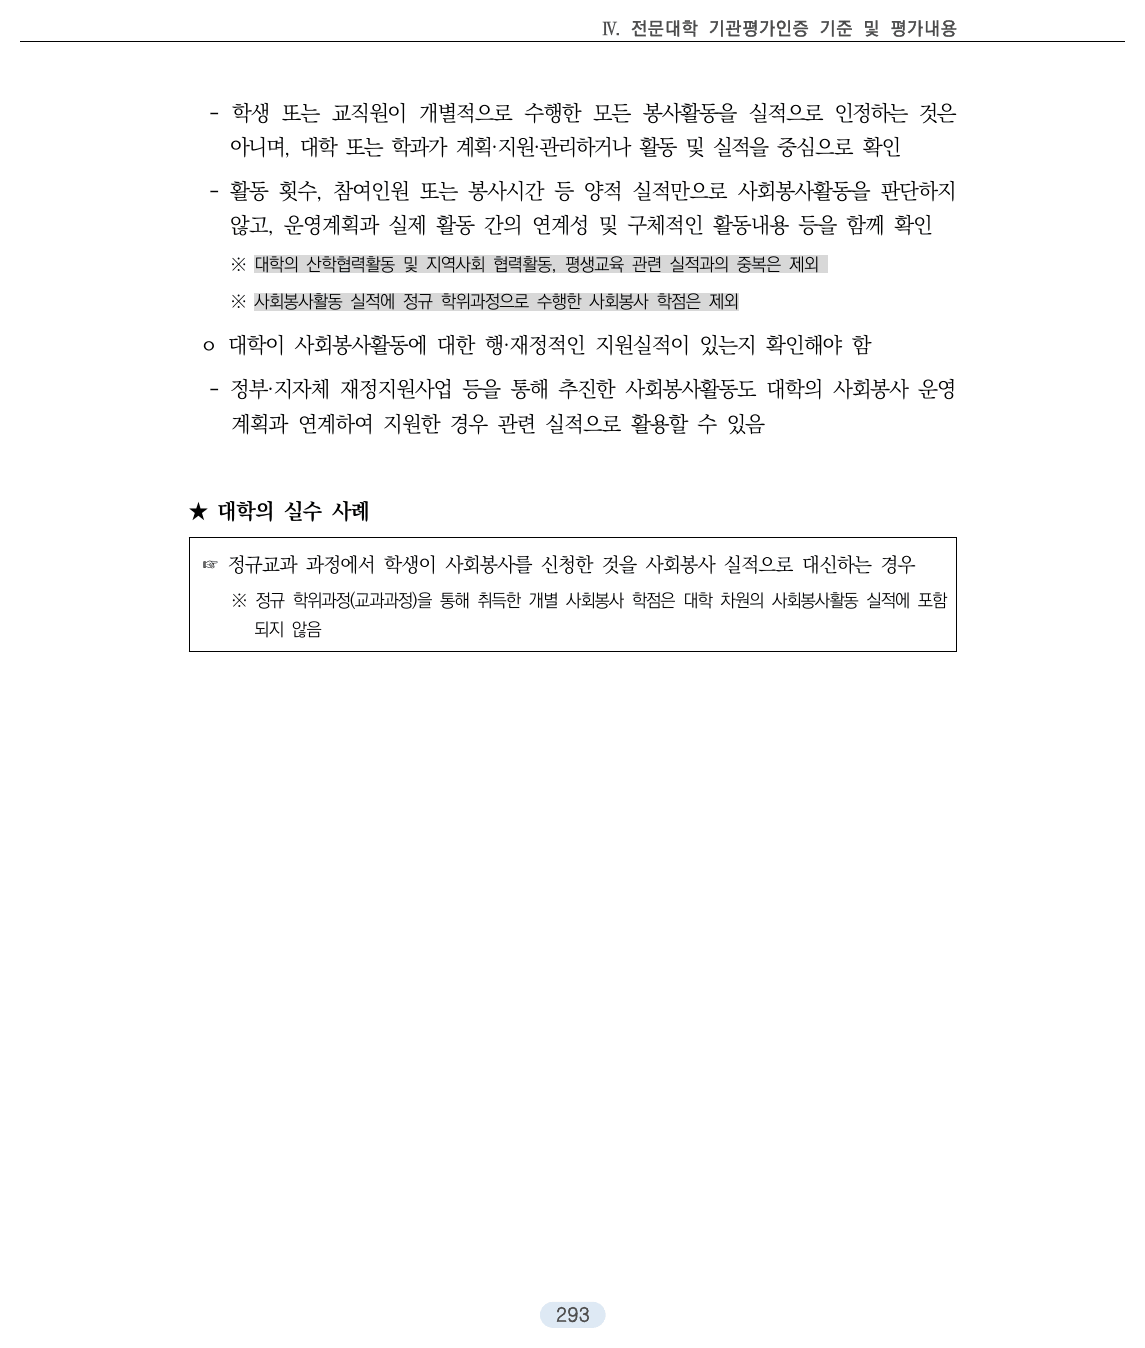 Ⅳ. 전문대학 기관평가인증 기준 및 평가내용
- 학생 또는 교직원이 개별적으로 수행한 모든 봉사활동을 실적으로 인정하는 것은
아니며, 대학 또는 학과가 계획·지원·관리하거나 활동 및 실적을 중심으로 확인
- 활동 횟수, 참여인원 또는 봉사시간 등 양적 실적만으로 사회봉사활동을 판단하지
않고, 운영계획과 실제 활동 간의 연계성 및 구체적인 활동내용 등을 함께 확인
※ 대학의 산학협력활동 및 지역사회 협력활동, 평생교육 관련 실적과의 중복은 제외
※ 사회봉사활동 실적에 정규 학위과정으로 수행한 사회봉사 학점은 제외
ㅇ 대학이 사회봉사활동에 대한 행·재정적인 지원실적이 있는지 확인해야 함
- 정부·지자체 재정지원사업 등을 통해 추진한 사회봉사활동도 대학의 사회봉사 운영
계획과 연계하여 지원한 경우 관련 실적으로 활용할 수 있음
★ 대학의 실수 사례
☞ 정규교과 과정에서 학생이 사회봉사를 신청한 것을 사회봉사 실적으로 대신하는 경우
※ 정규 학위과정(교과과정)을 통해 취득한 개별 사회봉사 학점은 대학 차원의 사회봉사활동 실적에 포함
되지 않음
293